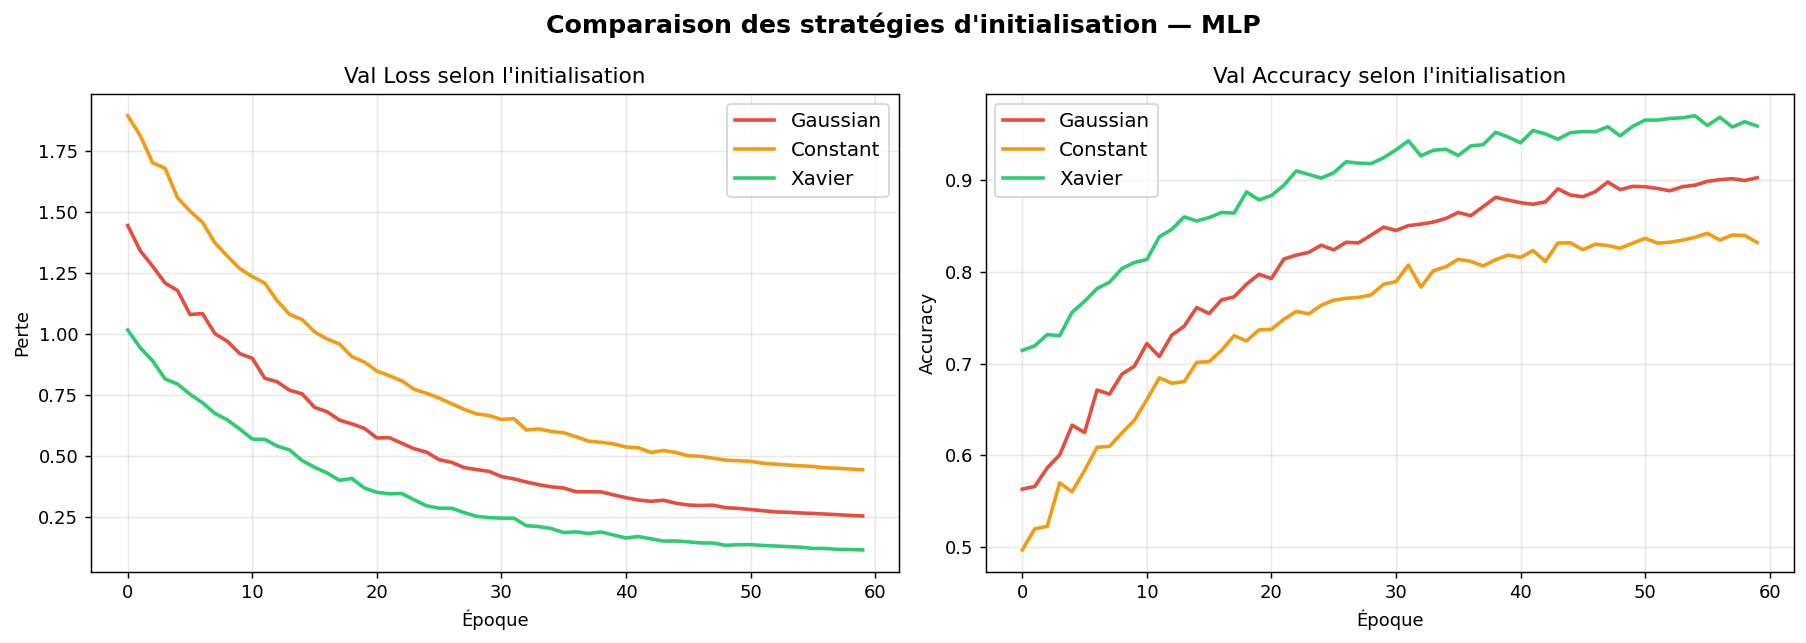 Comparaison des stratégies d'initialisation — MLP
Val Loss selon l'initialisation
Perte
1.75
1.50
1.25
1.00
0.75
0.50
0.25
0 10 20 30 40 50 60
Époque
Gaussian
Constant
Xavier
Val Accuracy selon l'initialisation
Accuracy
0.9
0.8
0.7
0.6
0.5
0 10 20 30 40 50 60
Époque
Gaussian
Constant
Xavier